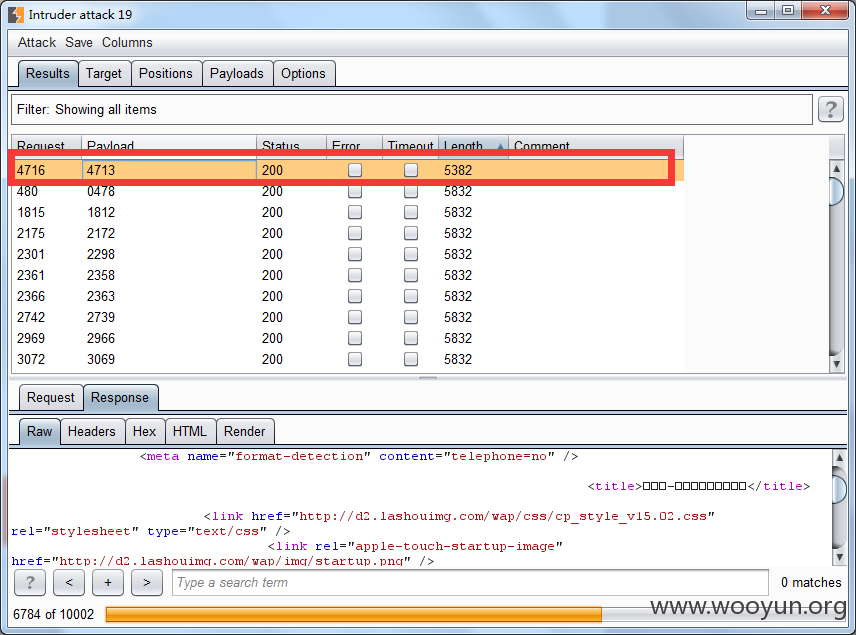 Intruder attack 19
Attack Save Columns
Results Target Positions Payloads Options
Filter: Showing all items ?
Request Payload Status Error Timeout Length Comment
4716 4713 200 5382
480 0478 200 5832
1815 1812 200 5832
2175 2172 200 5832
2301 2298 200 5832
2361 2358 200 5832
2366 2363 200 5832
2742 2739 200 5832
2969 2966 200 5832
3072 3069 200 5832
Request Response
Raw Headers Hex HTML Render
<meta name="format-detection" content="telephone=no" />
<title>□□□-□□□□□□□□□</title>
<link href="http://d2.lashouimg.com/wap/css/cp_style_v15.02.css"
rel="stylesheet" type="text/css" />
<link rel="apple-touch-startup-image"
href="http://d2.lashouimg.com/wap/img/startup.png" />
? < + > Type a search term 0 matches
6784 of 10002
www.wooyun.org